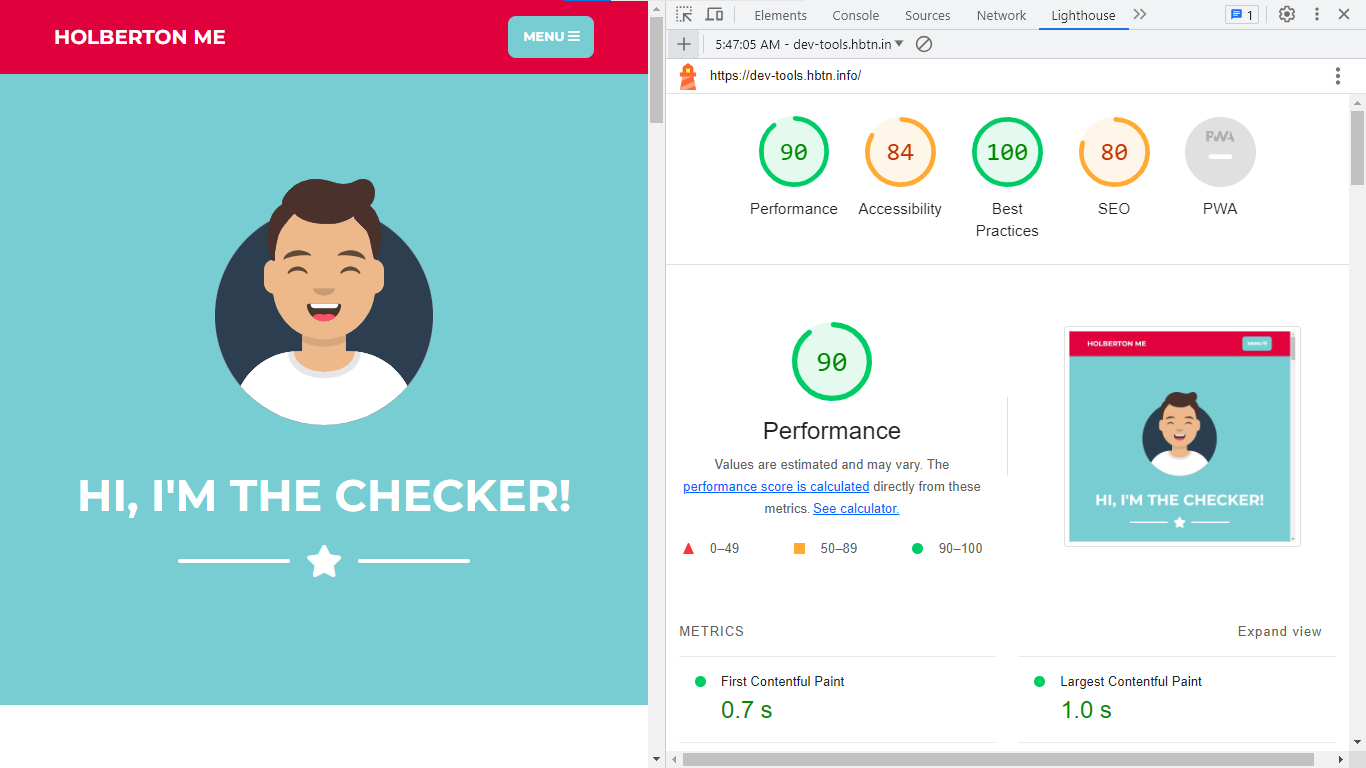 HOLBERTON ME
MENU
HI, I'M THE CHECKER!
Elements Console Sources Network Lighthouse 1
5:47:05 AM - dev-tools.hbtn.in
https://dev-tools.hbtn.info/
90 84 100 80 PWA
Performance Accessibility Best Practices SEO PWA
90
Performance
Values are estimated and may vary. The
performance score is calculated directly from these
metrics. See calculator.
0–49 50–89 90–100
HOLBERTON ME MENU
HI, I'M THE CHECKER!
METRICS Expand view
First Contentful Paint Largest Contentful Paint
0.7 s 1.0 s